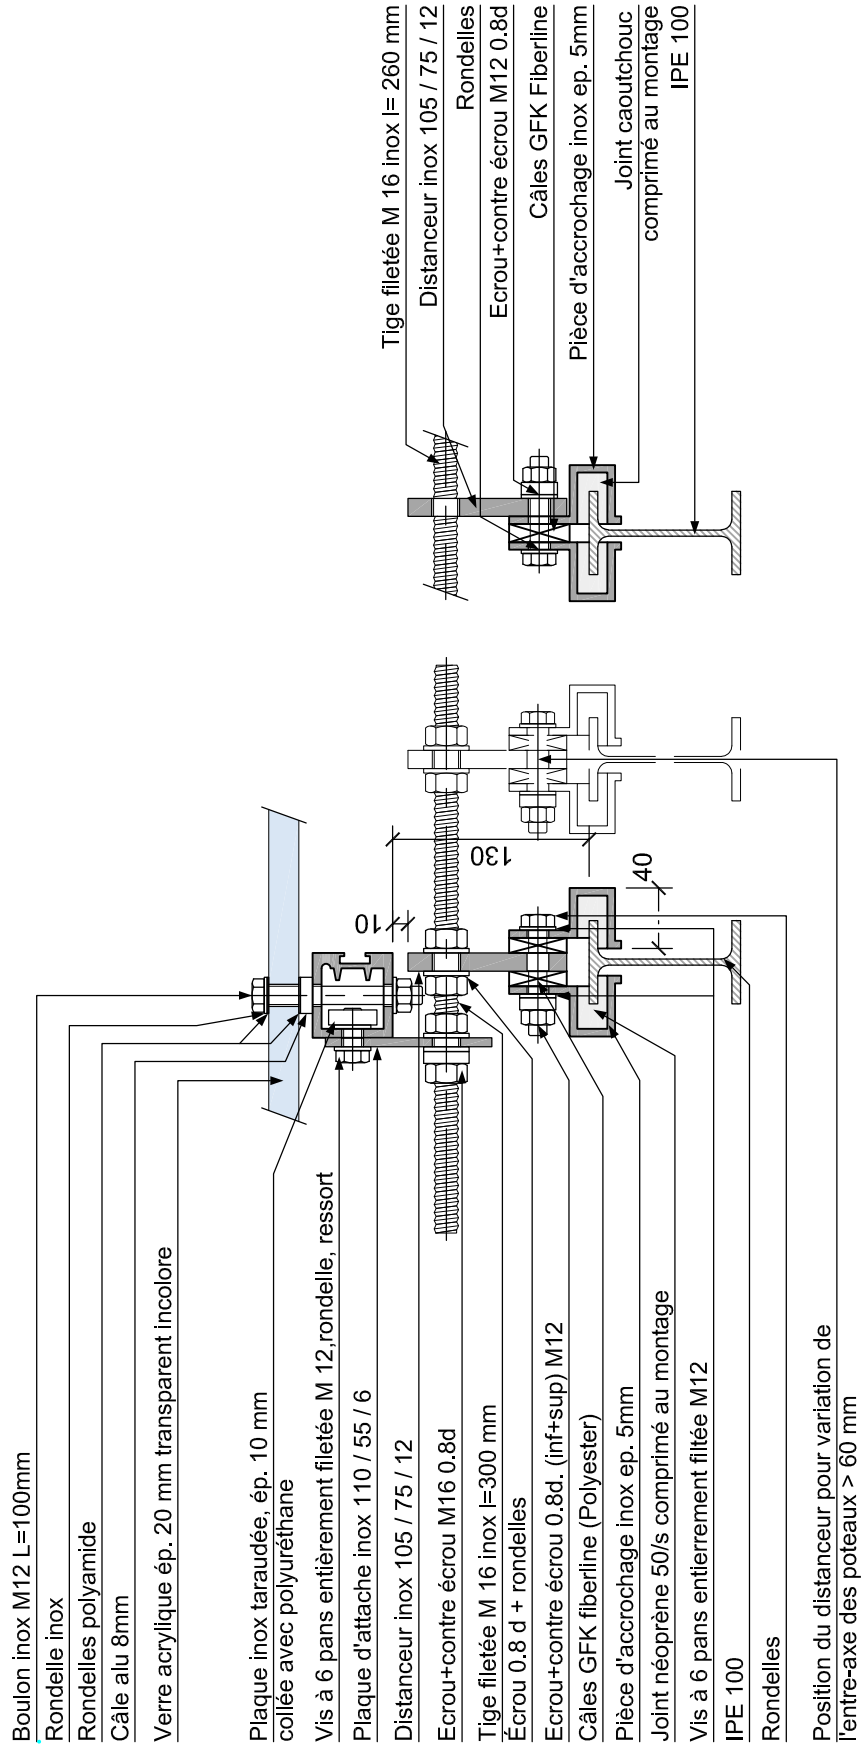 Boulon inox M12 L=100mm
Rondelle inox
Rondelles polyamide
Câle alu 8mm
Verre acrylique ép. 20 mm transparent incolore
Plaque inox taraudée, ép. 10 mm
collée avec polyuréthane
Vis à 6 pans entièrement filetée M 12,rondelle, ressort
Plaque d'attache inox 110 / 55 / 6
Distanceur inox 105 / 75 / 12
Ecrou+contre écrou M16 0.8d
Tige filetée M 16 inox l=300 mm
Écrou 0.8 d + rondelles
Ecrou+contre écrou 0.8d. (inf+sup) M12
Câles GFK fiberline (Polyester)
Pièce d'accrochage inox ep. 5mm
Joint néoprène 50/s comprimé au montage
Vis à 6 pans entierrement filtée M12
IPE 100
Rondelles
Position du distanceur pour variation de
l'entre-axe des poteaux > 60 mm
10
130
40
Tige filetée M 16 inox l= 260 mm
Distanceur inox 105 / 75 / 12
Rondelles
Ecrou+contre écrou M12 0.8d
Câles GFK Fiberline
Pièce d'accrochage inox ep. 5mm
Joint caoutchouc
comprimé au montage
IPE 100